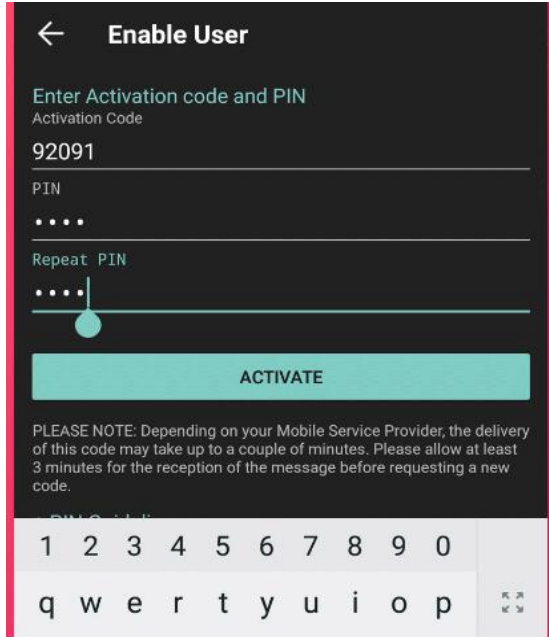 Enable User
Enter Activation code and PIN
Activation Code
92091
PIN
••••
Repeat PIN
••••
ACTIVATE
PLEASE NOTE: Depending on your Mobile Service Provider, the delivery
of this code may take up to a couple of minutes. Please allow at least
3 minutes for the reception of the message before requesting a new
code.
1 2 3 4 5 6 7 8 9 0
q w e r t y u i o p